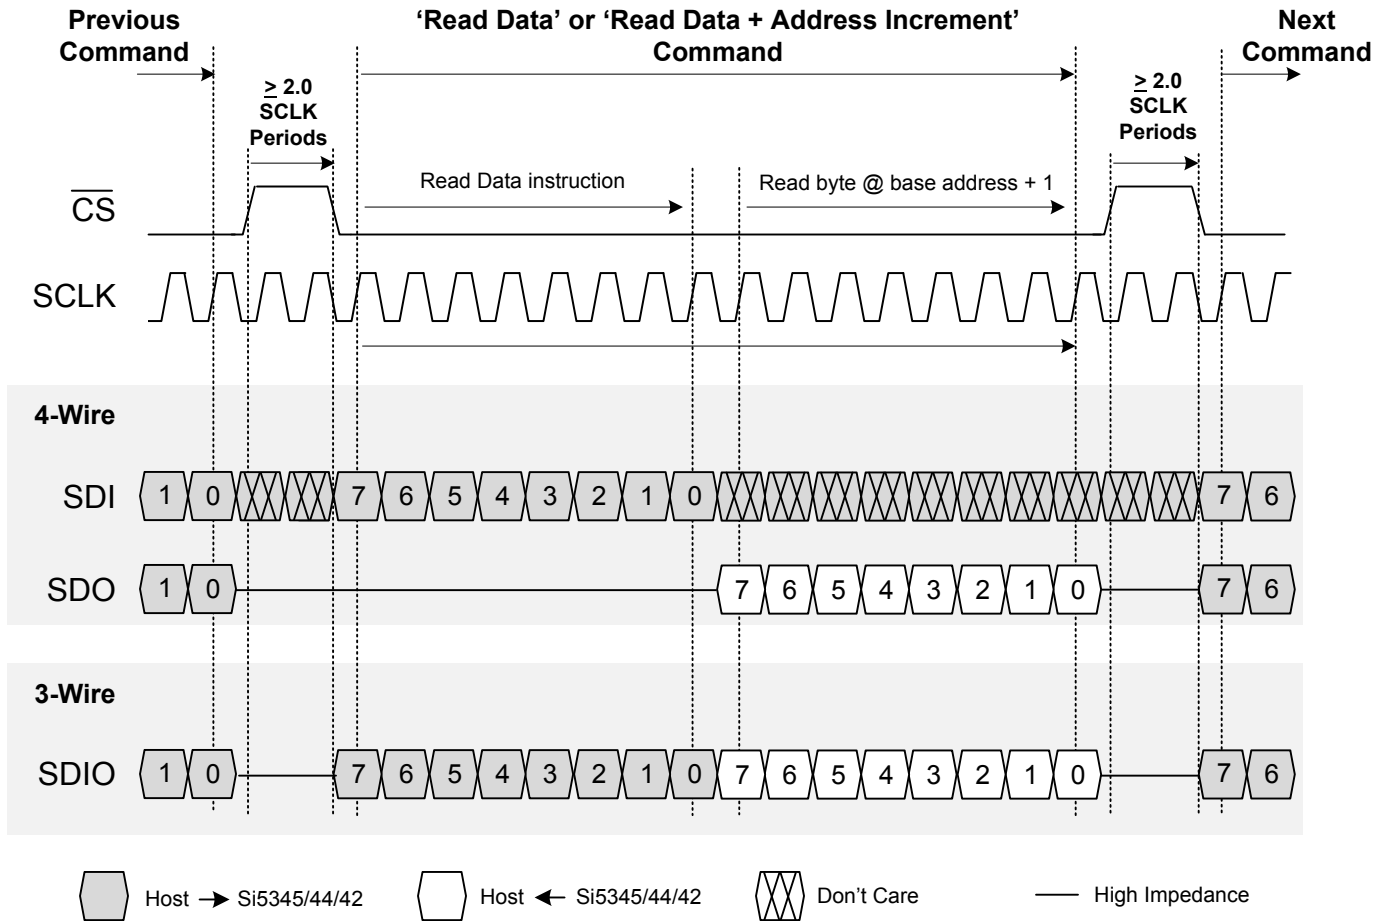 Previous Command
‘Read Data’ or ‘Read Data + Address Increment’ Command
Next Command
≥ 2.0 SCLK Periods
≥ 2.0 SCLK Periods
Read Data instruction
Read byte @ base address + 1
CS
SCLK
4-Wire
SDI 1 0 7 6 5 4 3 2 1 0 7 6
SDO 1 0 7 6 5 4 3 2 1 0 7 6
3-Wire
SDIO 1 0 7 6 5 4 3 2 1 0 7 6 5 4 3 2 1 0 7 6
Host → Si5345/44/42
Host ← Si5345/44/42
Don’t Care
High Impedance